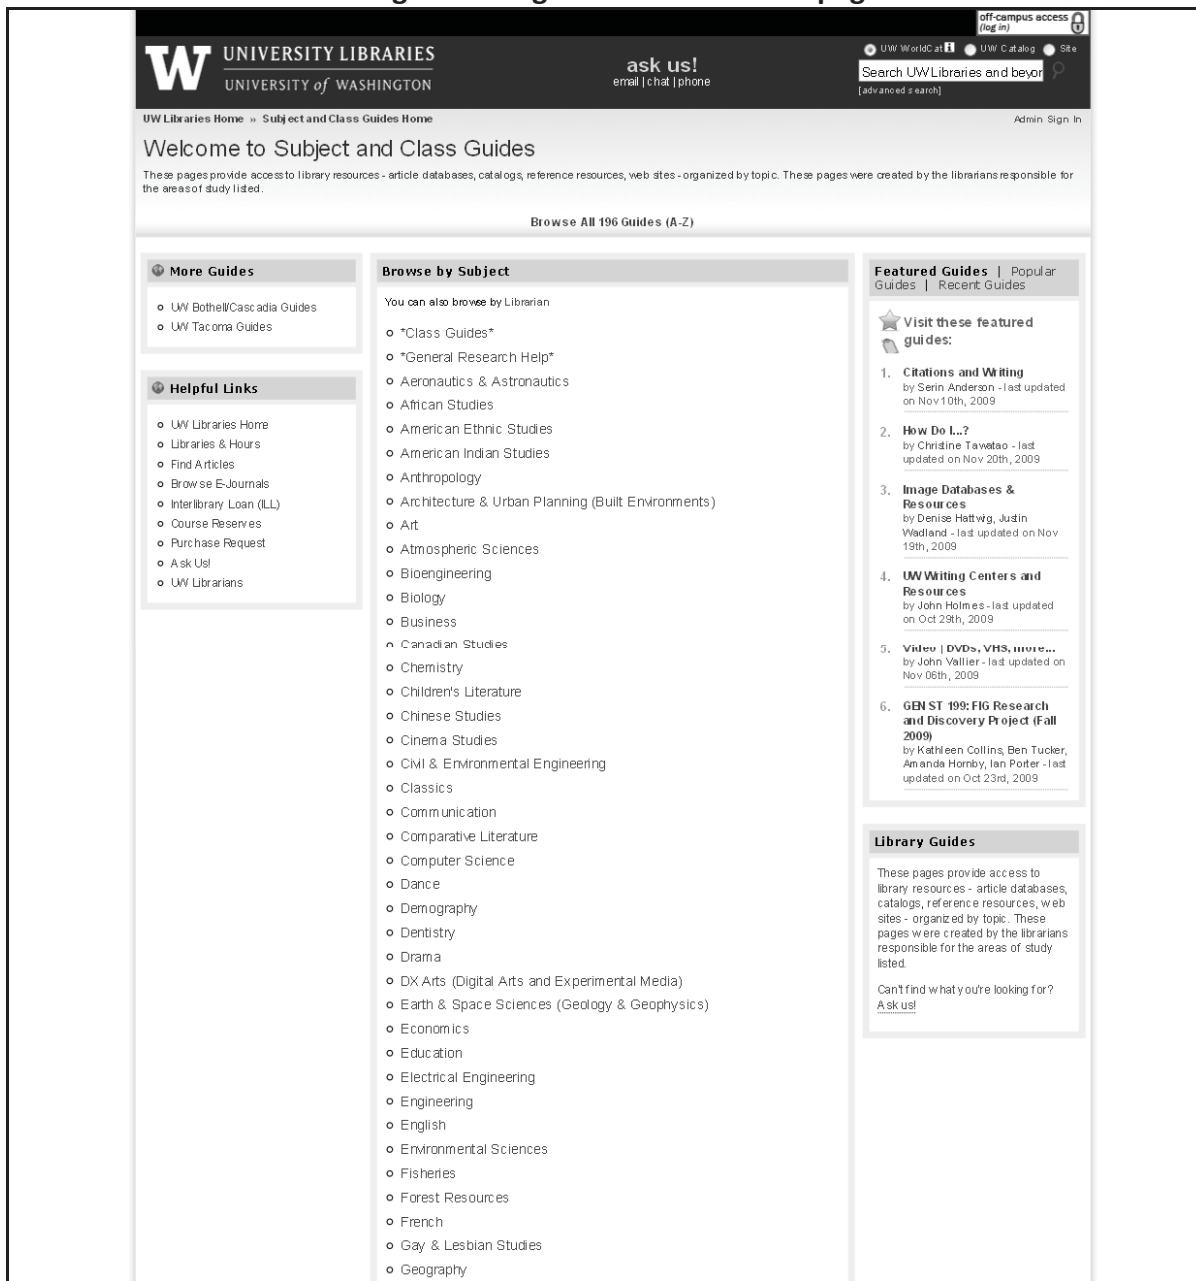 off-campus access
(log in)
UNIVERSITY LIBRARIES
UNIVERSITY of WASHINGTON
ask us!
email | chat | phone
UW WorldCat UW Catalog Site
Search UW Libraries and beyor
[advanced search]
UW Libraries Home » Subject and Class Guides Home
Admin Sign In
Welcome to Subject and Class Guides
These pages provide access to library resources - article databases, catalogs, reference resources, web sites - organized by topic. These pages were created by the librarians responsible for
the areas of study listed.
Browse All 196 Guides (A-Z)
More Guides
UW Bothell/Cascadia Guides
UW Tacoma Guides
Helpful Links
UW Libraries Home
Libraries & Hours
Find Articles
Browse E-Journals
Interlibrary Loan (ILL)
Course Reserves
Purchase Request
Ask Us!
UW Librarians
Browse by Subject
You can also browse by Librarian
*Class Guides*
*General Research Help*
Aeronautics & Astronautics
African Studies
American Ethnic Studies
American Indian Studies
Anthropology
Architecture & Urban Planning (Built Environments)
Art
Atmospheric Sciences
Bioengineering
Biology
Business
Canadian Studies
Chemistry
Children's Literature
Chinese Studies
Cinema Studies
Civil & Environmental Engineering
Classics
Communication
Comparative Literature
Computer Science
Dance
Demography
Dentistry
Drama
DX Arts (Digital Arts and Experimental Media)
Earth & Space Sciences (Geology & Geophysics)
Economics
Education
Electrical Engineering
Engineering
English
Environmental Sciences
Fisheries
Forest Resources
French
Gay & Lesbian Studies
Geography
Featured Guides | Popular
Guides | Recent Guides
Visit these featured
guides:
1. Citations and Writing
by Serin Anderson - last updated
on Nov 10th, 2009
2. How Do I...?
by Christine Tawatao - last
updated on Nov 20th, 2009
3. Image Databases &
Resources
by Denise Hattwig, Justin
Wadland - last updated on Nov
19th, 2009
4. UW Writing Centers and
Resources
by John Holmes - last updated
on Oct 29th, 2009
5. Video | DVDs, VHS, more...
by John Vallier - last updated on
Nov 06th, 2009
6. GEN ST 199: FIG Research
and Discovery Project (Fall
2009)
by Kathleen Collins, Ben Tucker,
Amanda Hornby, Ian Porter - last
updated on Oct 23rd, 2009
Library Guides
These pages provide access to
library resources - article databases,
catalogs, reference resources, web
sites - organized by topic. These
pages were created by the librarians
responsible for the areas of study
listed.
Can't find what you're looking for?
Ask us!